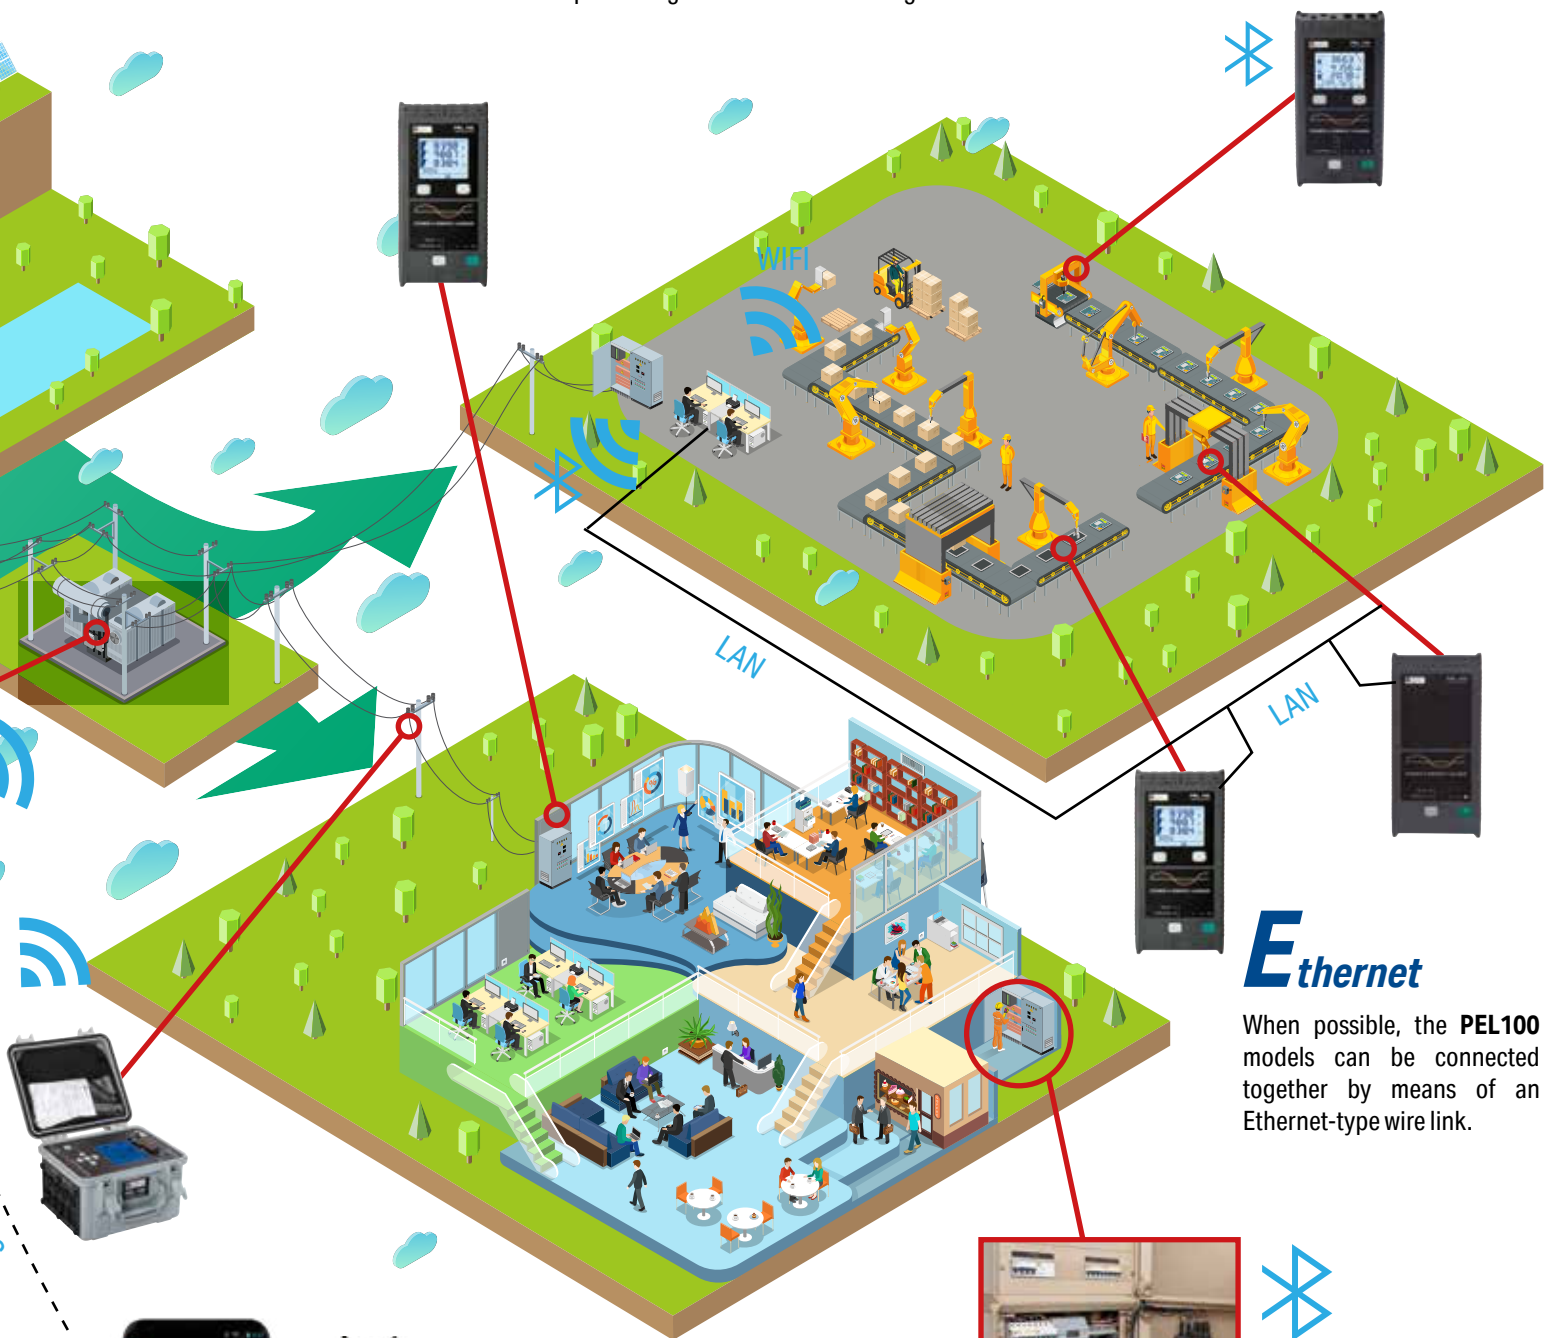 WIFI
LAN
LAN
Ethernet
When possible, the PEL100
models can be connected
together by means of an
Ethernet-type wire link.